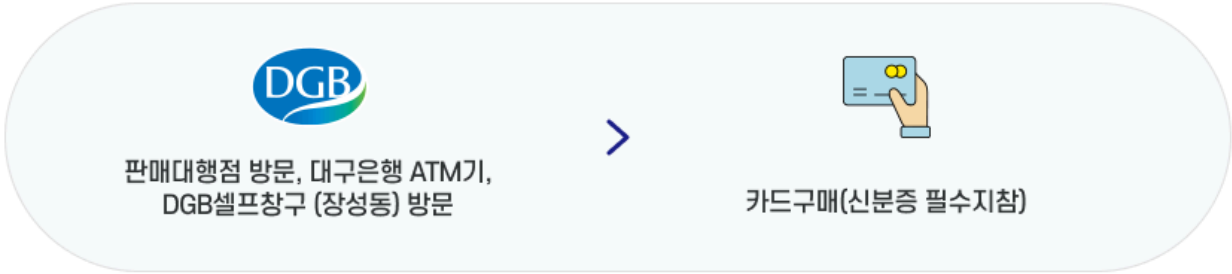 DGB
판매대행점 방문, 대구은행 ATM기,
DGB셀프창구 (장성동) 방문
카드구매(신분증 필수지참)